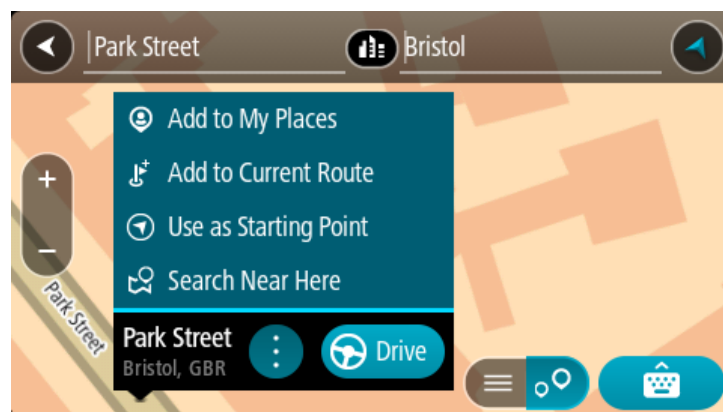 Park Street Bristol
Add to My Places
Add to Current Route
Use as Starting Point
Search Near Here
Park Street
Park Street
Bristol, GBR
Drive